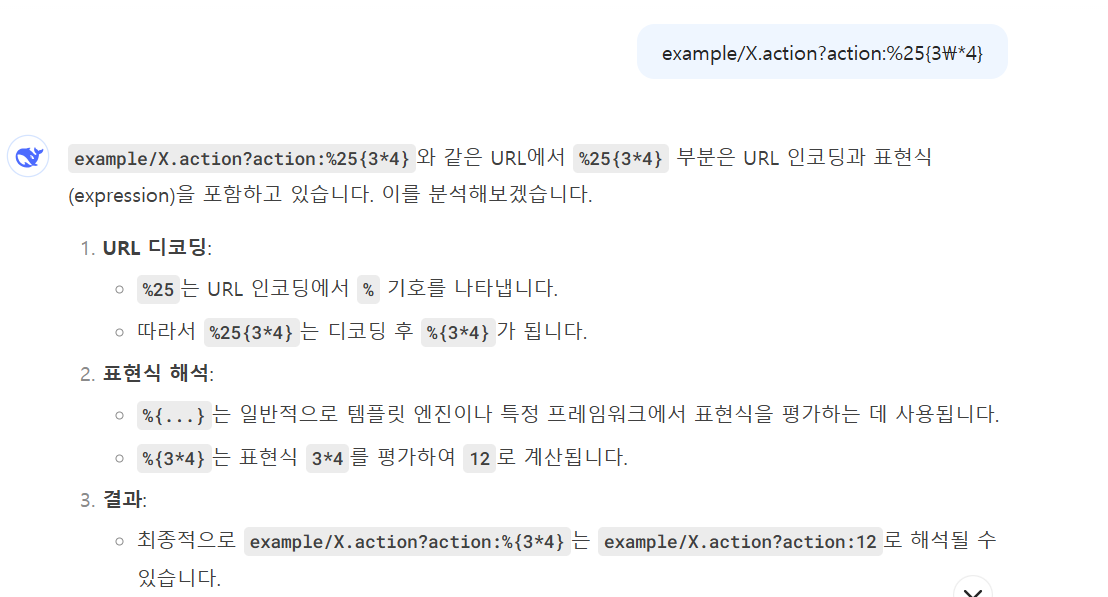 example/X.action?action:%25{3₩*4}
example/X.action?action:%25{3*4}와 같은 URL에서 %25{3*4} 부분은 URL 인코딩과 표현식
(expression)을 포함하고 있습니다. 이를 분석해보겠습니다.
1. URL 디코딩:
○ %25는 URL 인코딩에서 % 기호를 나타냅니다.
○ 따라서 %25{3*4}는 디코딩 후 %{3*4}가 됩니다.
2. 표현식 해석:
○ %{...}는 일반적으로 템플릿 엔진이나 특정 프레임워크에서 표현식을 평가하는 데 사용됩니다.
○ %{3*4}는 표현식 3*4를 평가하여 12로 계산됩니다.
3. 결과:
○ 최종적으로 example/X.action?action:%{3*4}는 example/X.action?action:12로 해석될 수
있습니다.